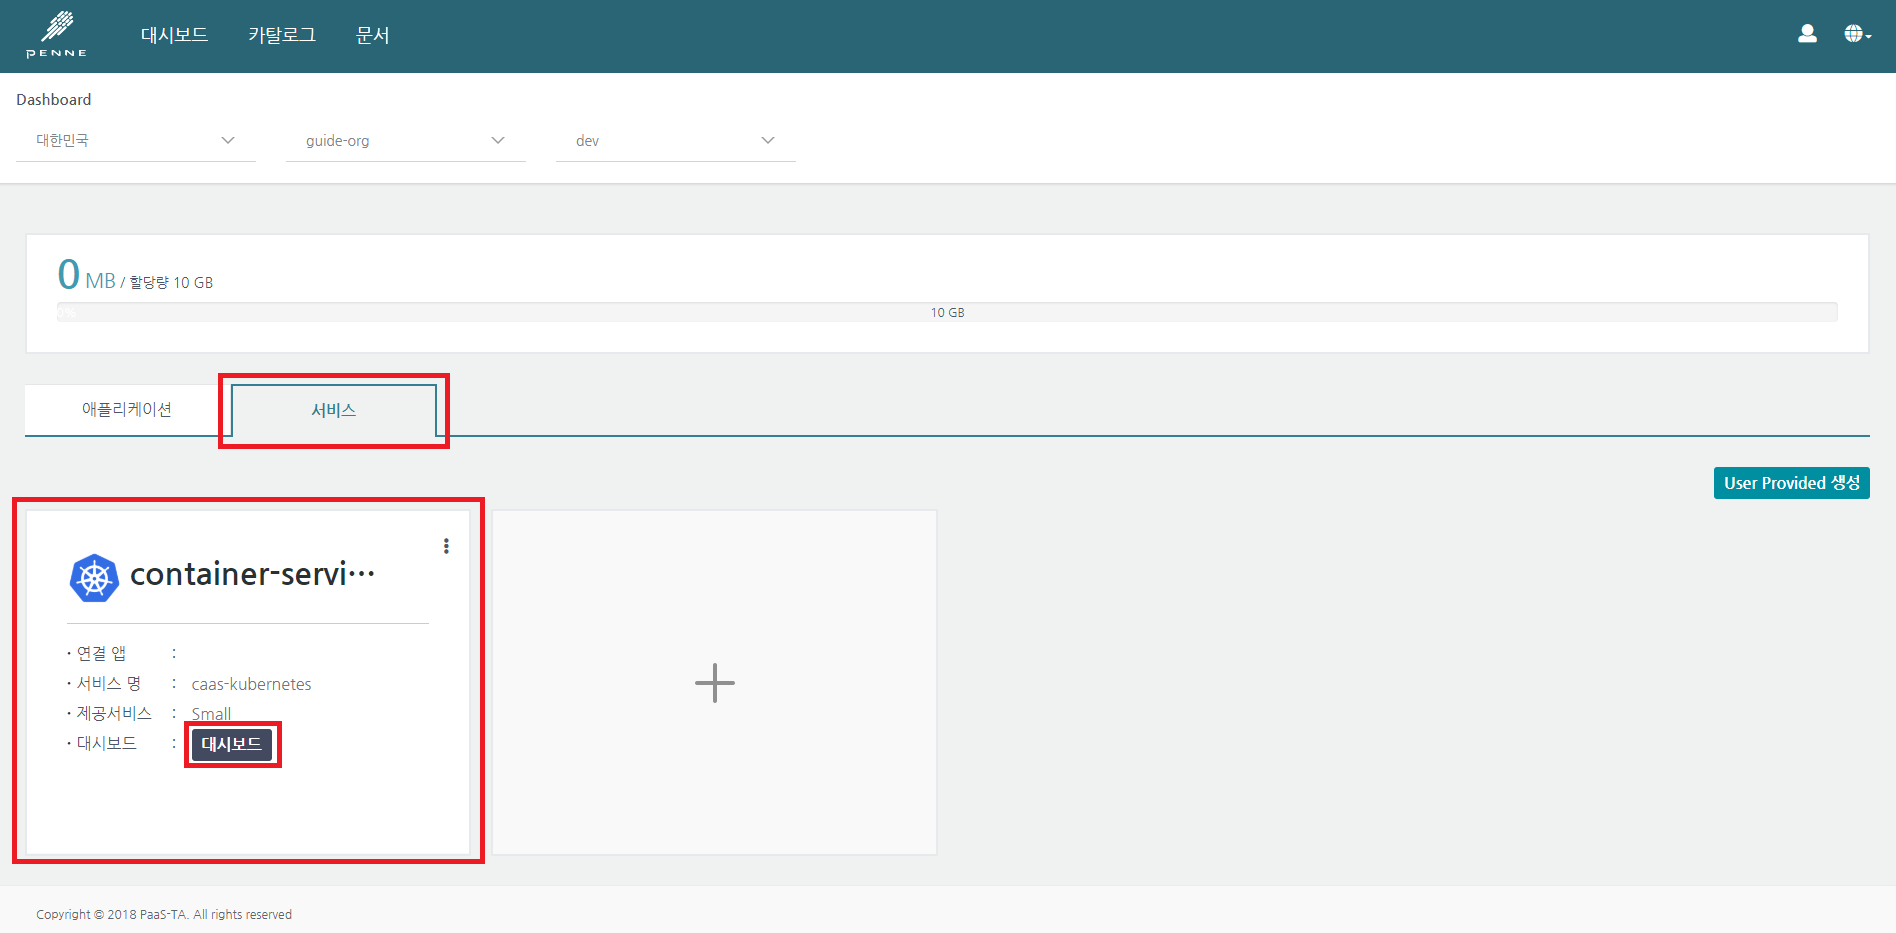 PENNE
대시보드 카탈로그 문서
Dashboard
대한민국 guide-org dev
0 MB / 할당량 10 GB
0% 10 GB
애플리케이션 서비스
User Provided 생성
container-servi···
· 연결 앱 :
· 서비스 명 : caas-kubernetes
· 제공서비스 : Small
· 대시보드 : 대시보드
Copyright © 2018 PaaS-TA. All rights reserved